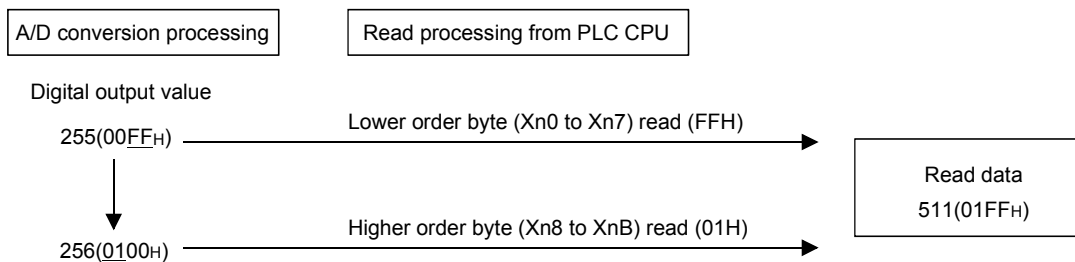 A/D conversion processing
Read processing from PLC CPU
Digital output value
255(00FFH)
Lower order byte (Xn0 to Xn7) read (FFH)
256(0100H)
Higher order byte (Xn8 to XnB) read (01H)
Read data
511(01FFH)